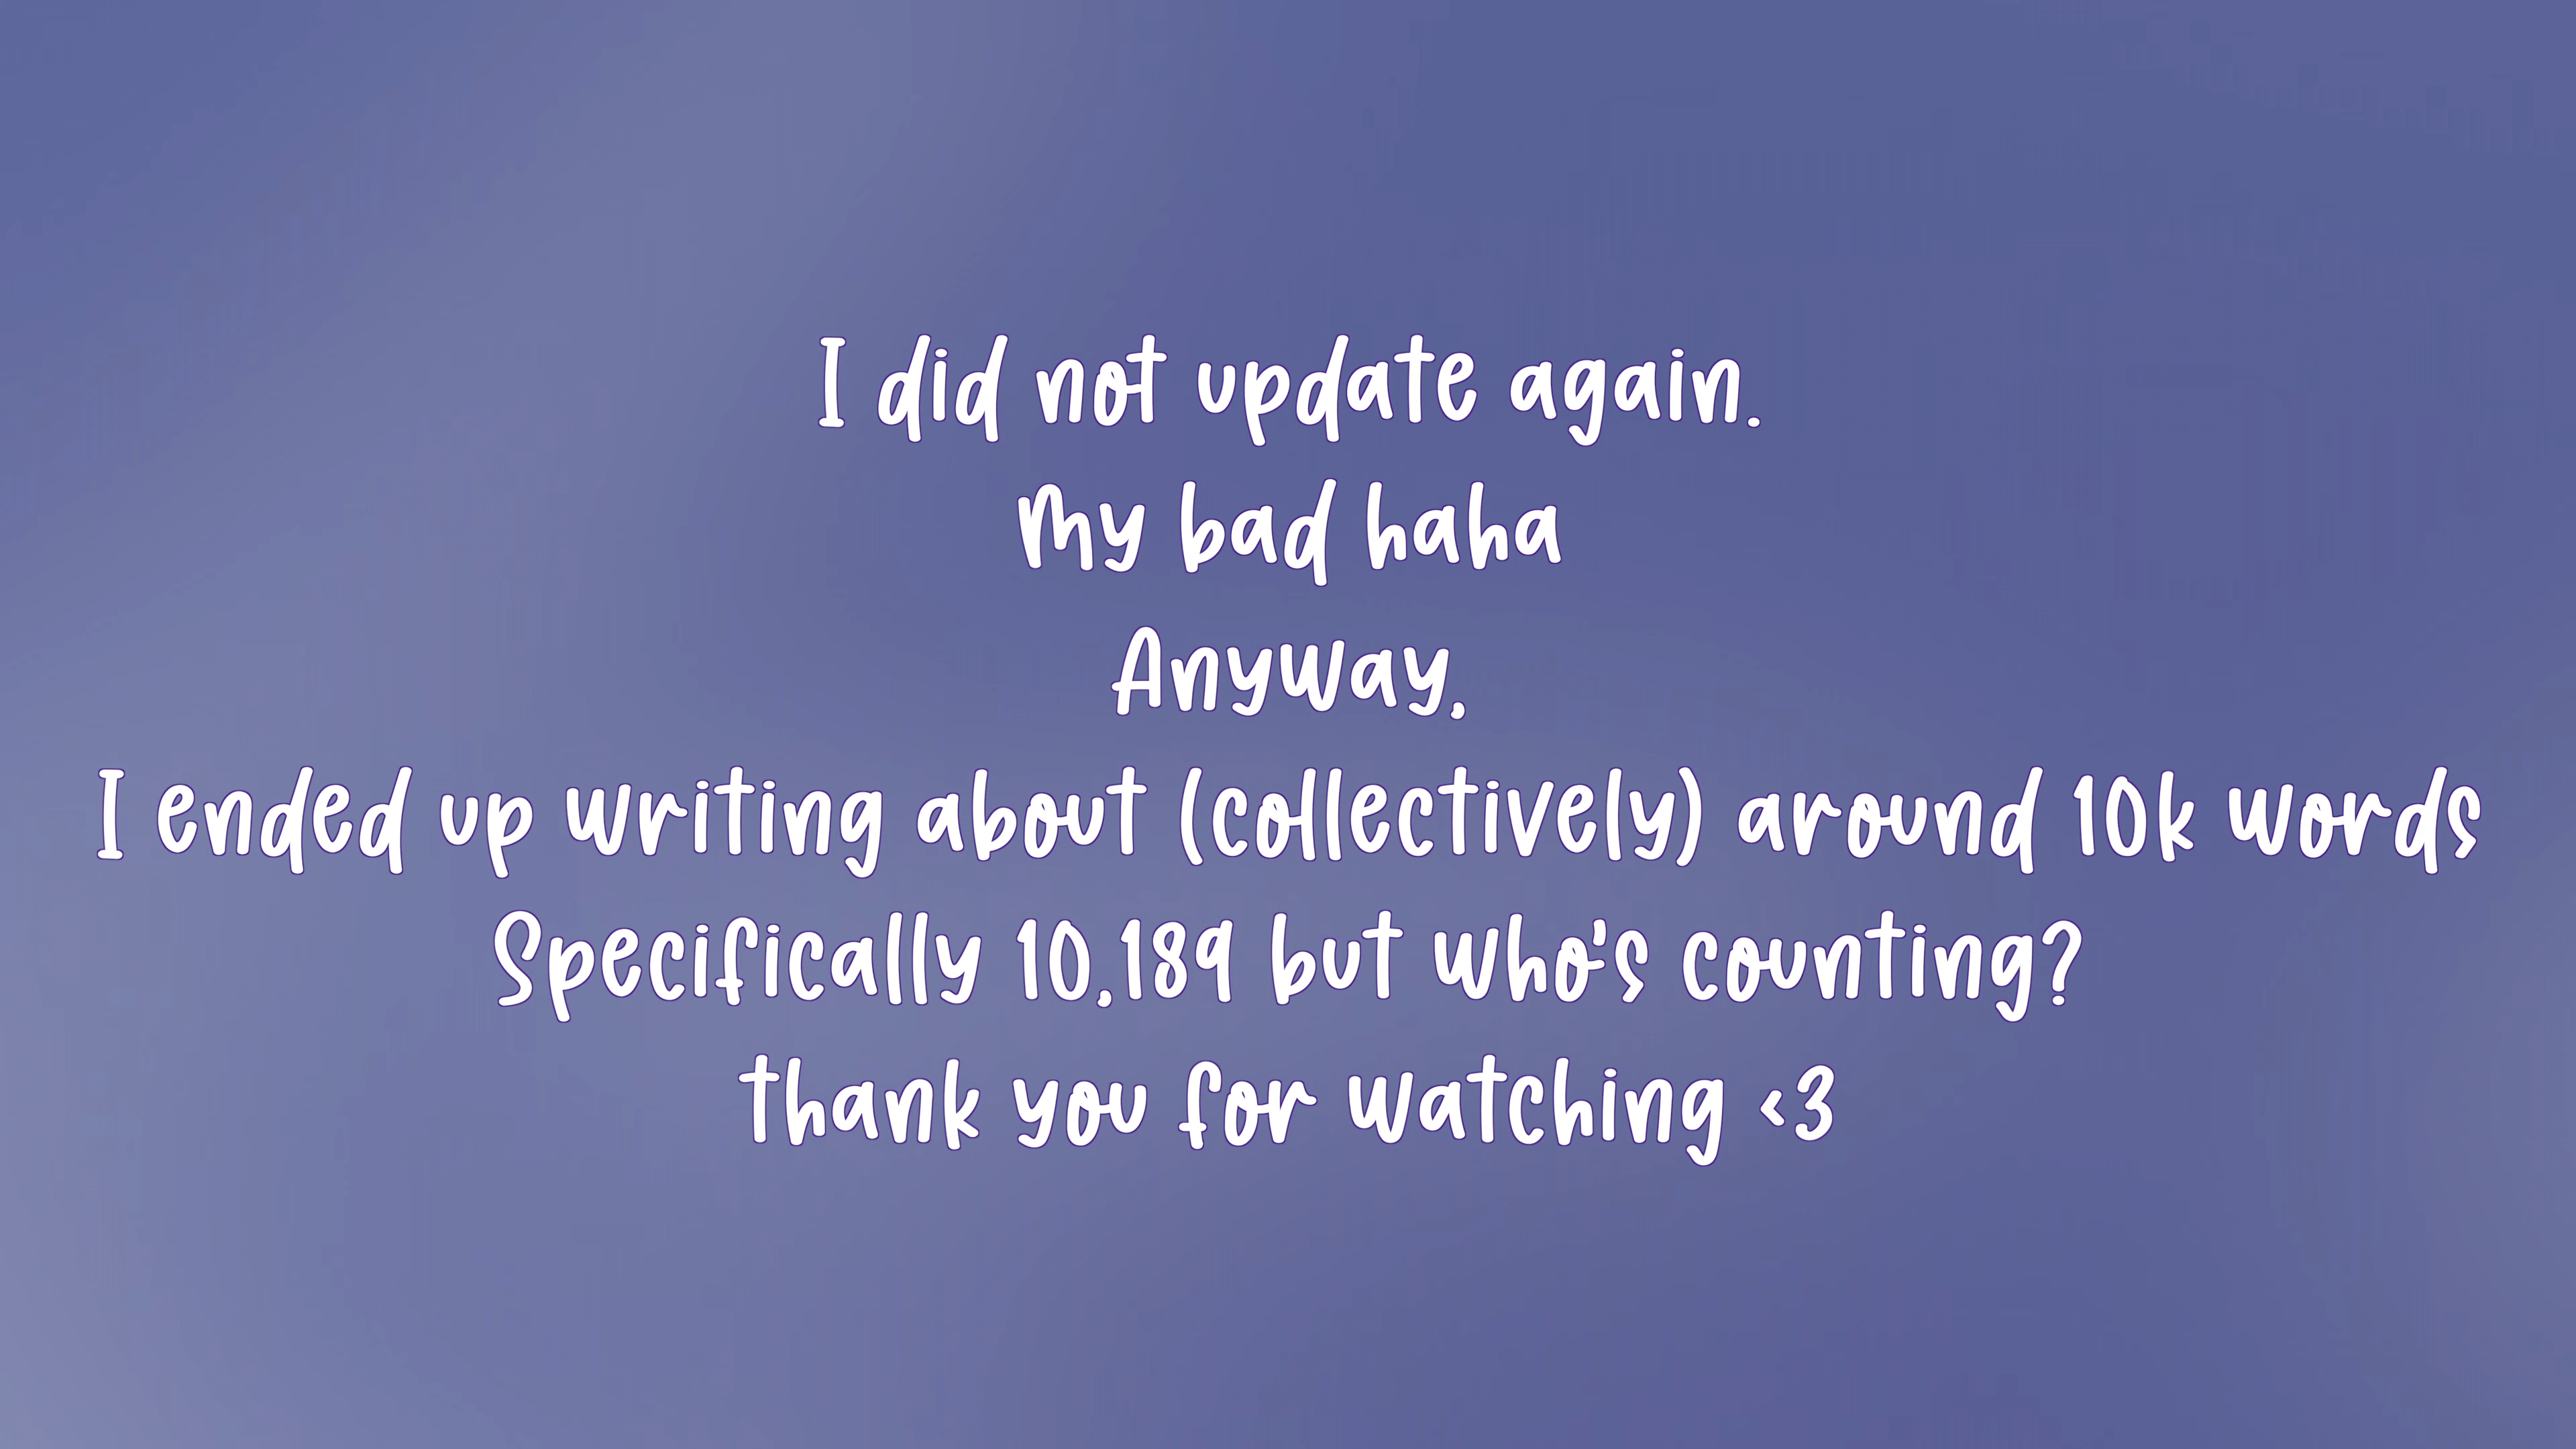 I did not update again.
My bad haha
Anyway,
I ended up writing about (collectively) around 10k words
Specifically 10,189 but who's counting?
thank you for watching <3